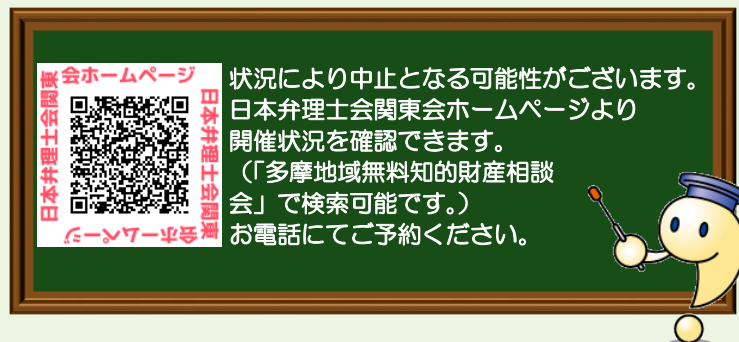 会ホームページ
日本弁理士会関東
日本弁理士会関東
会ホームページ
状況により中止となる可能性がございます。
日本弁理士会関東会ホームページより
開催状況を確認できます。
（「多摩地域無料知的財産相談
会」で検索可能です。）
お電話にてご予約ください。